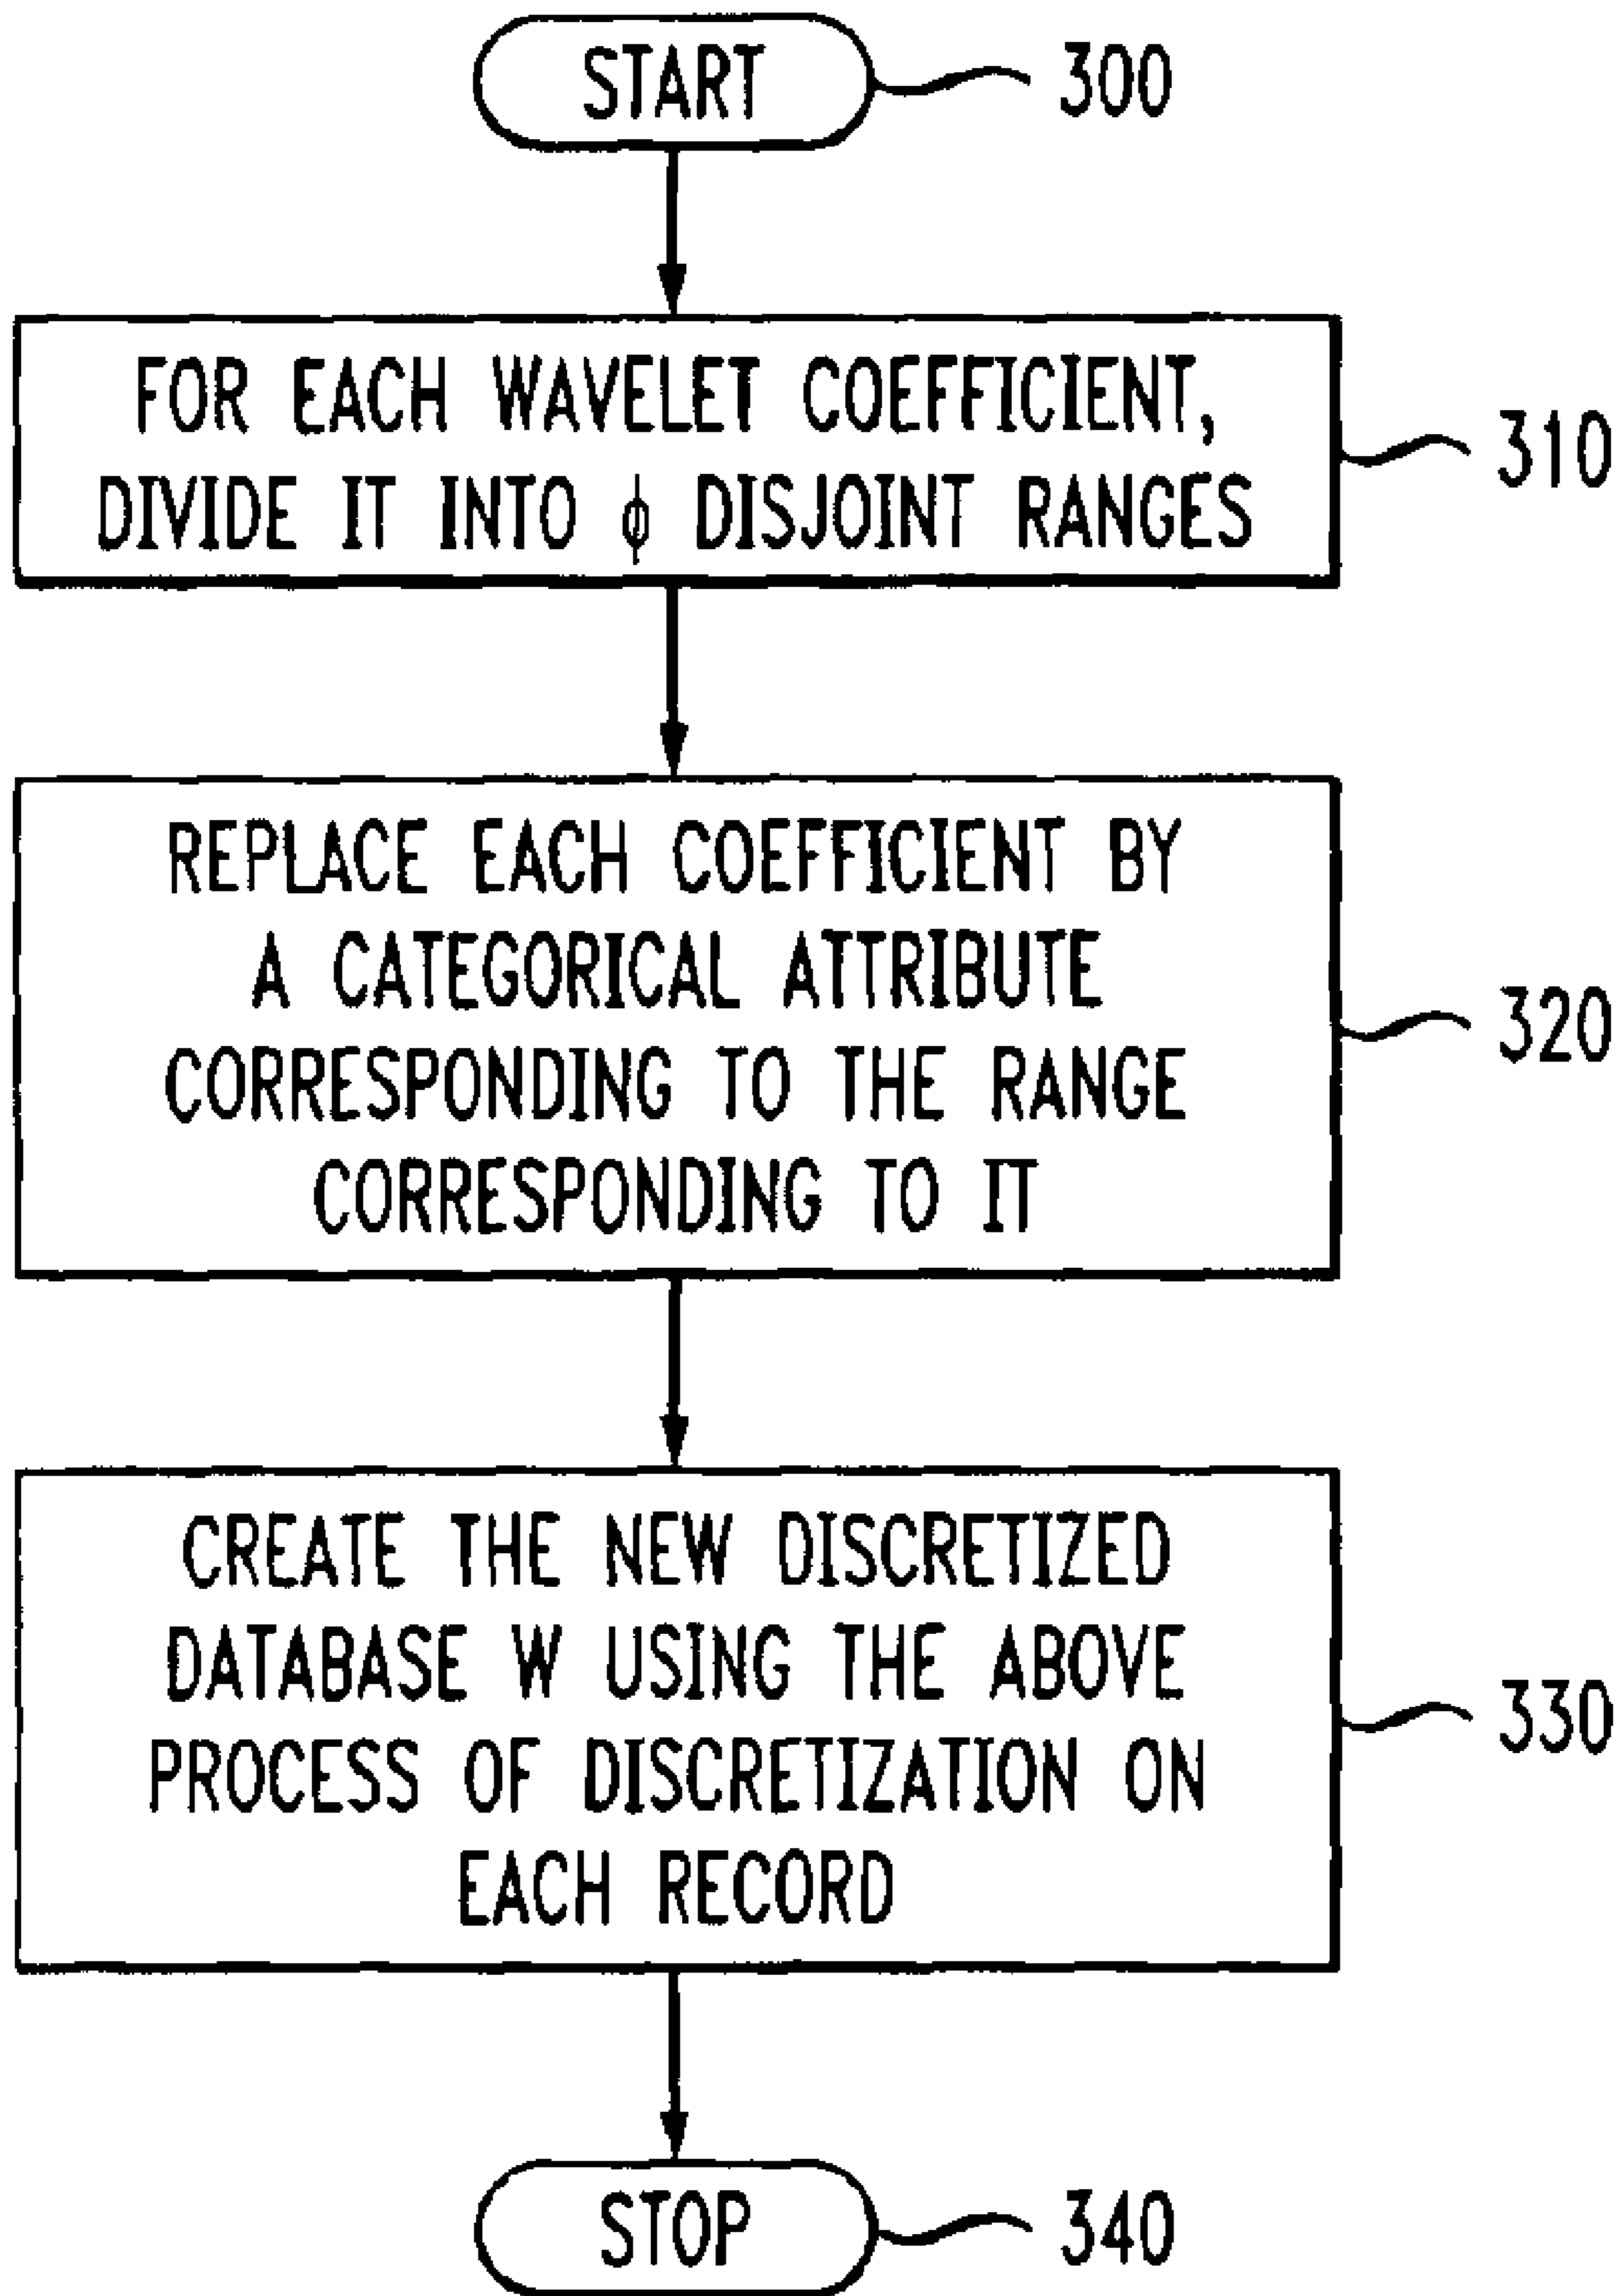 START
300
FOR EACH WAVELET COEFFICIENT,
DIVIDE IT INTO ϕ DISJOINT RANGES
310
REPLACE EACH COEFFICIENT BY
A CATEGORICAL ATTRIBUTE
CORRESPONDING TO THE RANGE
CORRESPONDING TO IT
320
CREATE THE NEW DISCRETIZED
DATABASE W USING THE ABOVE
PROCESS OF DISCRETIZATION ON
EACH RECORD
330
STOP
340